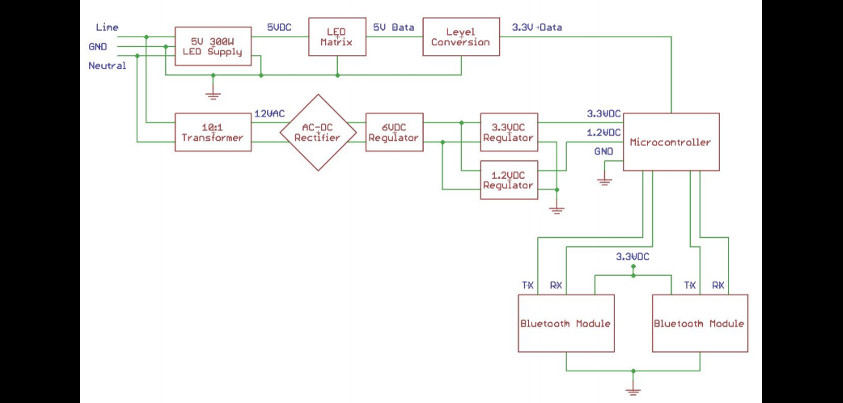 Line
GND
Neutral
5V 300W
LED Supply
5VDC
LED
Matrix
5V Data
Level
Conversion
3.3V Data
10:1
Transformer
12VAC
AC-DC
Rectifier
6VDC
Regulator
3.3VDC
Regulator
1.2VDC
Regulator
3.3VDC
1.2VDC
GND
Microcontroller
3.3VDC
TX
RX
TX
RX
Bluetooth Module
Bluetooth Module